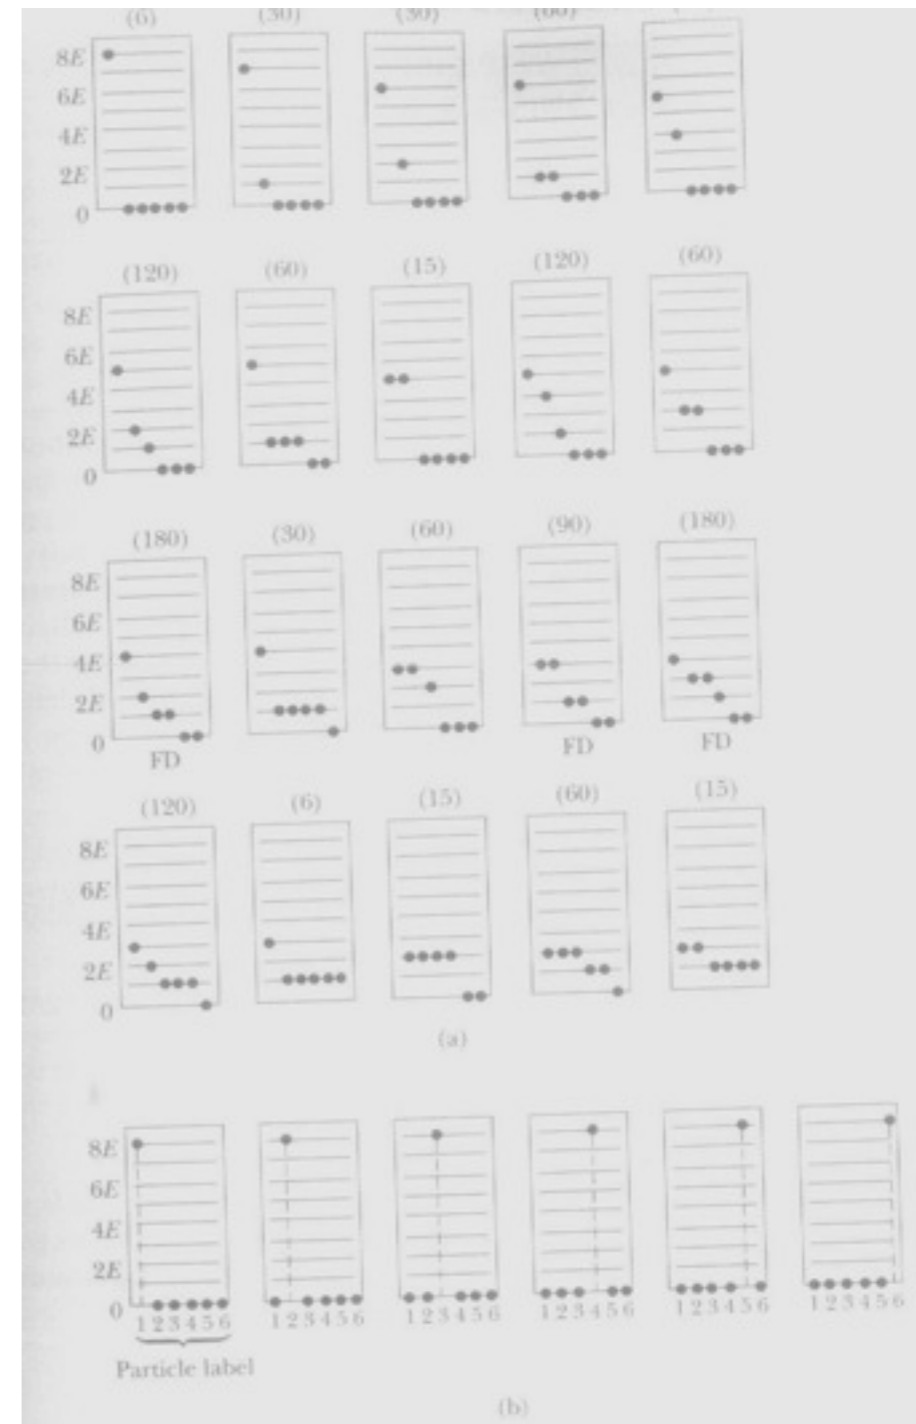 (6) (30) (30) (60)
8E
6E
4E
2E
0
(120) (60) (15) (120) (60)
8E
6E
4E
2E
0
(180) (30) (60) (90) (180)
8E
6E
4E
2E
0
FD FD FD
(120) (6) (15) (60) (15)
8E
6E
4E
2E
0
(a)
8E
6E
4E
2E
0
1 2 3 4 5 6 1 2 3 4 5 6 1 2 3 4 5 6 1 2 3 4 5 6 1 2 3 4 5 6 1 2 3 4 5 6
Particle label
(b)